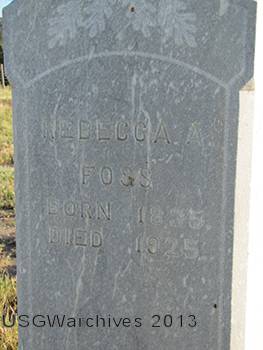 REBECCA A
FOSS
BORN 1835
DIED 1925
USGWarchives 2013